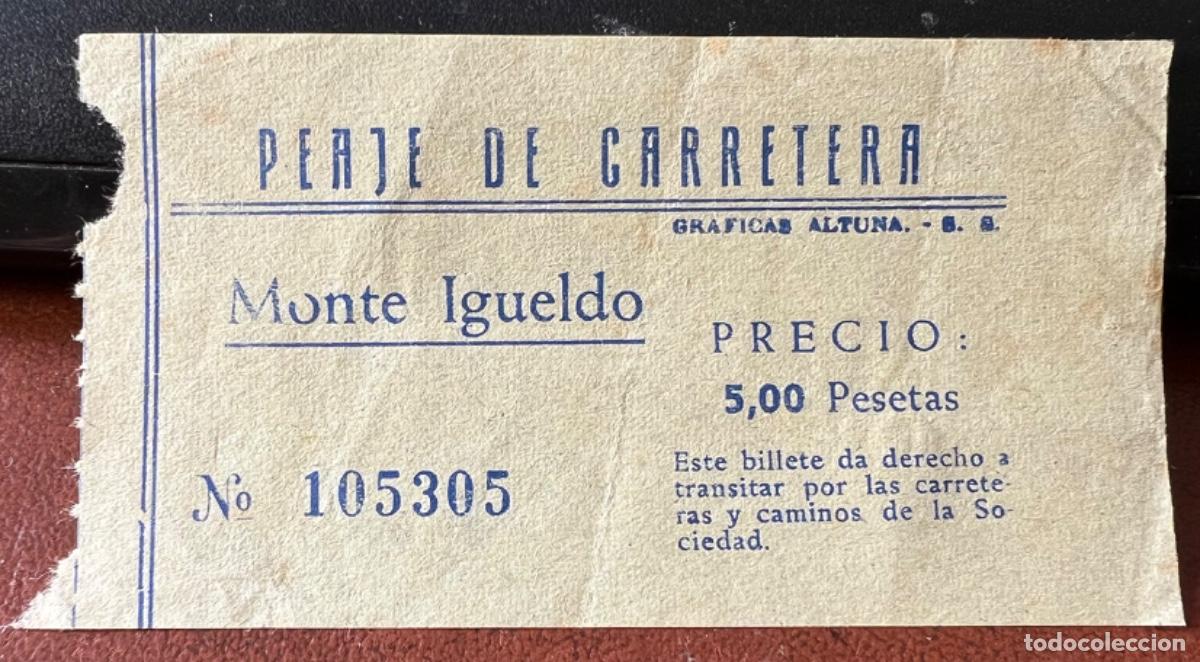 PEAJE DE CARRETERA
GRAFICAS ALTUNA. - S. S.
Monte Igueldo
PRECIO:
5,00 Pesetas
Nº 105305
Este billete da derecho a
transitar por las carrete-
ras y caminos de la So-
ciedad.
todocoleccion